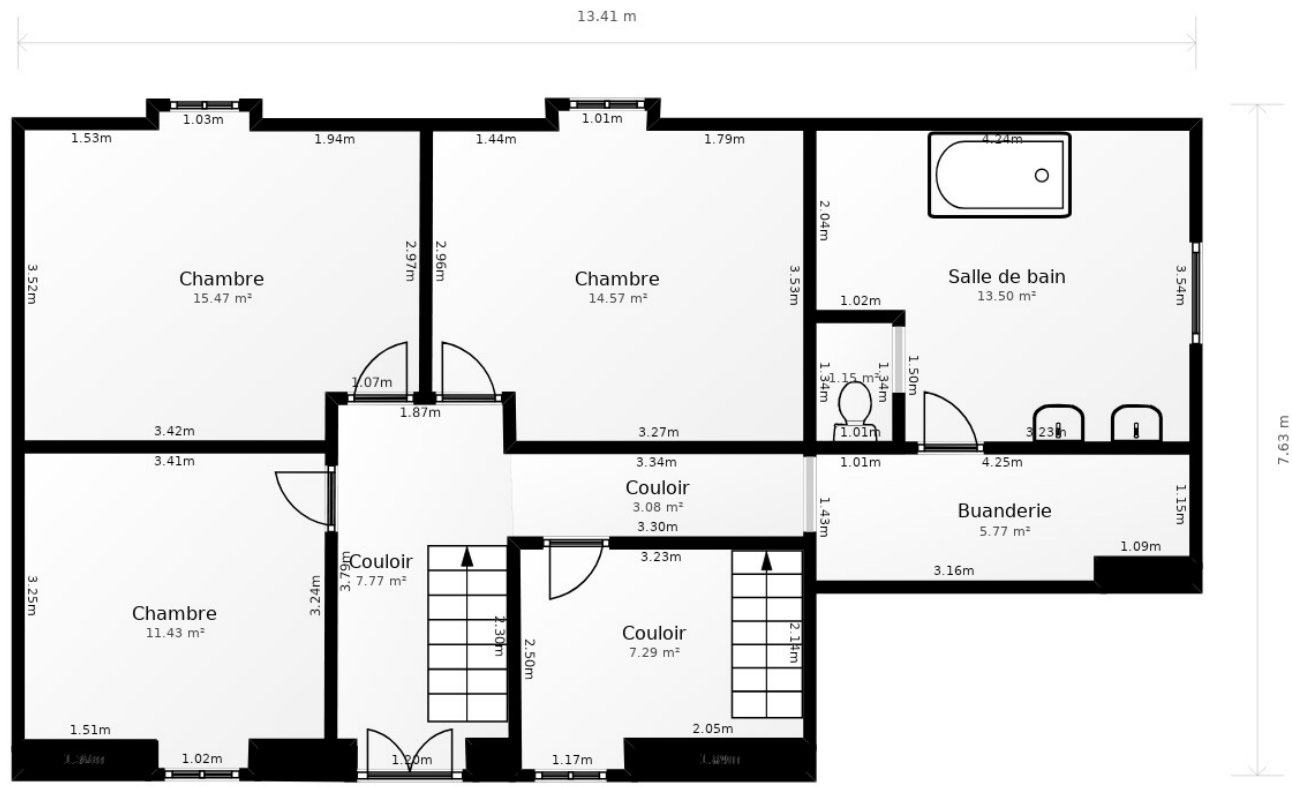 13.41 m
1.03m
1.01m
1.53m
1.94m
1.44m
1.79m
4.24m
2.04m
3.52m
2.97m
2.96m
3.53m
3.54m
Chambre
15.47 m²
Chambre
14.57 m²
Salle de bain
13.50 m²
1.02m
1.07m
1.87m
1.34m
1.15 m²
1.34m
1.50m
3.42m
3.27m
1.01m
3.23m
7.63 m
3.41m
3.34m
1.01m
4.25m
Couloir
3.08 m²
3.30m
1.43m
Buanderie
5.77 m²
1.15m
1.09m
3.16m
3.23m
Couloir
7.77 m²
3.79m
3.25m
3.24m
Chambre
11.43 m²
2.30m
2.50m
Couloir
7.29 m²
2.14m
1.51m
2.05m
1.02m
1.20m
1.17m